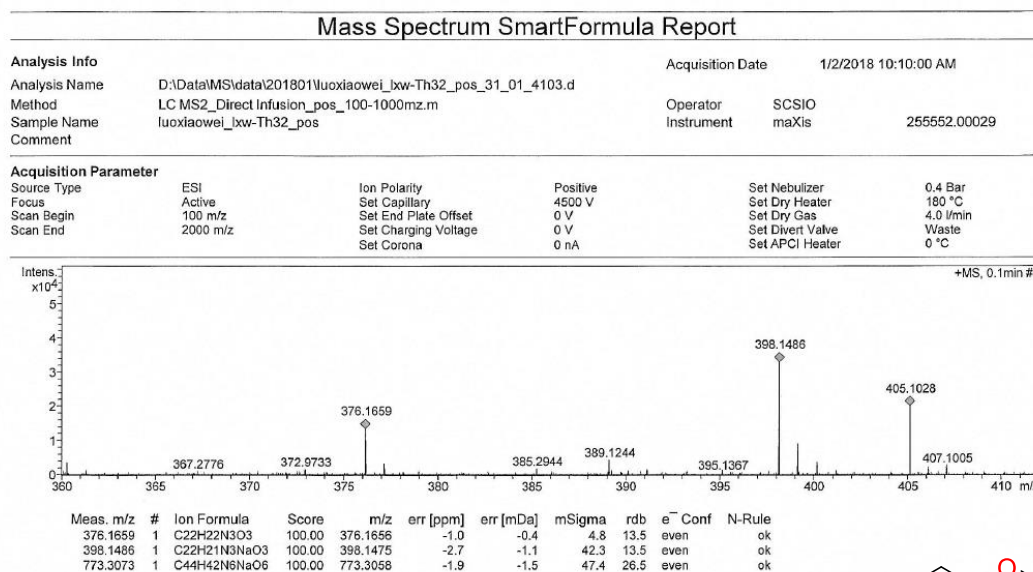 Mass Spectrum SmartFormula Report
Analysis Info
Acquisition Date 1/2/2018 10:10:00 AM
Analysis Name D:\Data\MS\data\201801\luoxiaowei_lxw-Th32_pos_31_01_4103.d
Method LC MS2_Direct Infusion_pos_100-1000mz.m Operator SCSIO
Sample Name luoxiaowei_lxw-Th32_pos Instrument maXis 255552.00029
Comment
Acquisition Parameter
Source Type ESI Ion Polarity Positive Set Nebulizer 0.4 Bar
Focus Active Set Capillary 4500 V Set Dry Heater 180 °C
Scan Begin 100 m/z Set End Plate Offset 0 V Set Dry Gas 4.0 l/min
Scan End 2000 m/z Set Charging Voltage 0 V Set Divert Valve Waste
Set Corona 0 nA Set APCI Heater 0 °C
Intens. +MS, 0.1min #
x10⁴
5
4
398.1486
405.1028
3
2
376.1659
1
367.2776 372.9733 385.2944 389.1244 395.1367 407.1005
0
360 365 370 375 380 385 390 395 400 405 410 m/
Meas. m/z # Ion Formula Score m/z err [ppm] err [mDa] mSigma rdb e¯ Conf N-Rule
376.1659 1 C22H22N3O3 100.00 376.1656 -1.0 -0.4 4.8 13.5 even ok
398.1486 1 C22H21N3NaO3 100.00 398.1475 -2.7 -1.1 42.3 13.5 even ok
773.3073 1 C44H42N6NaO6 100.00 773.3058 -1.9 -1.5 47.4 26.5 even ok
O